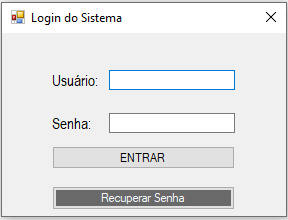 Login do Sistema
Usuário:
Senha:
ENTRAR
Recuperar Senha